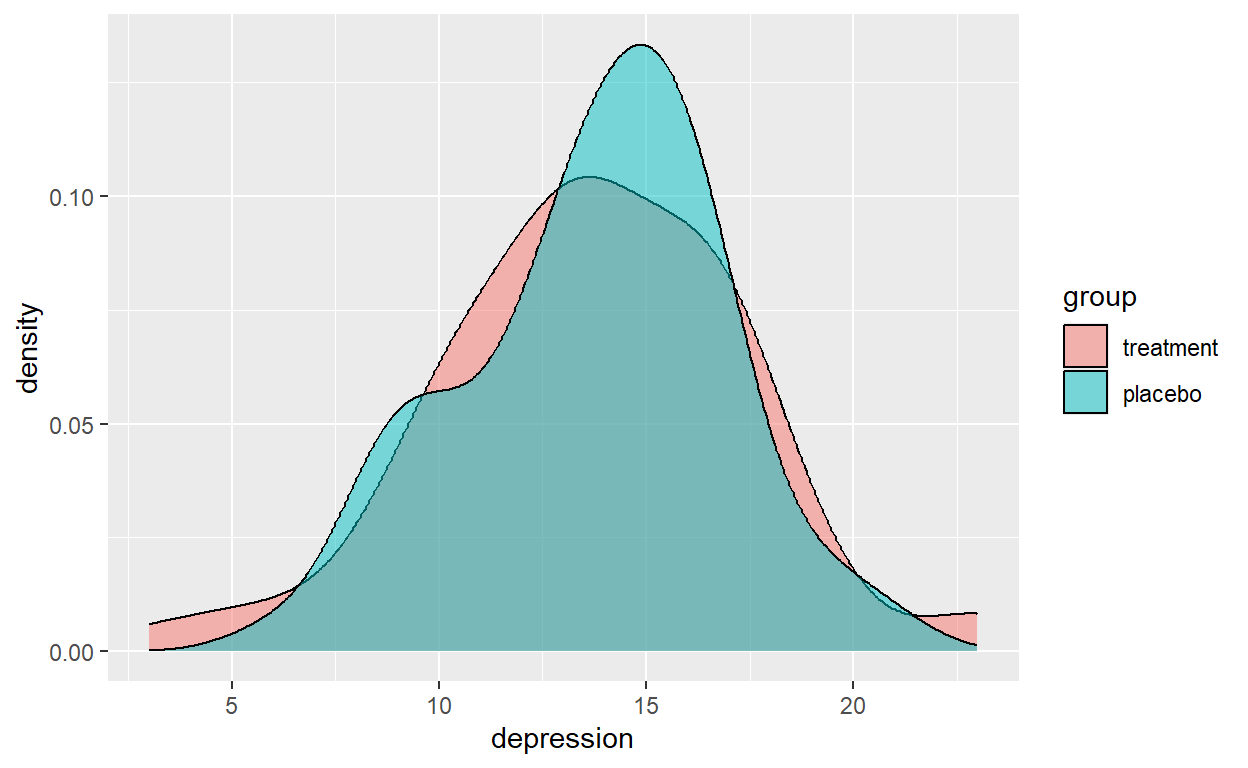 0.10
0.05
0.00
density
5 10 15 20
depression
group
treatment
placebo